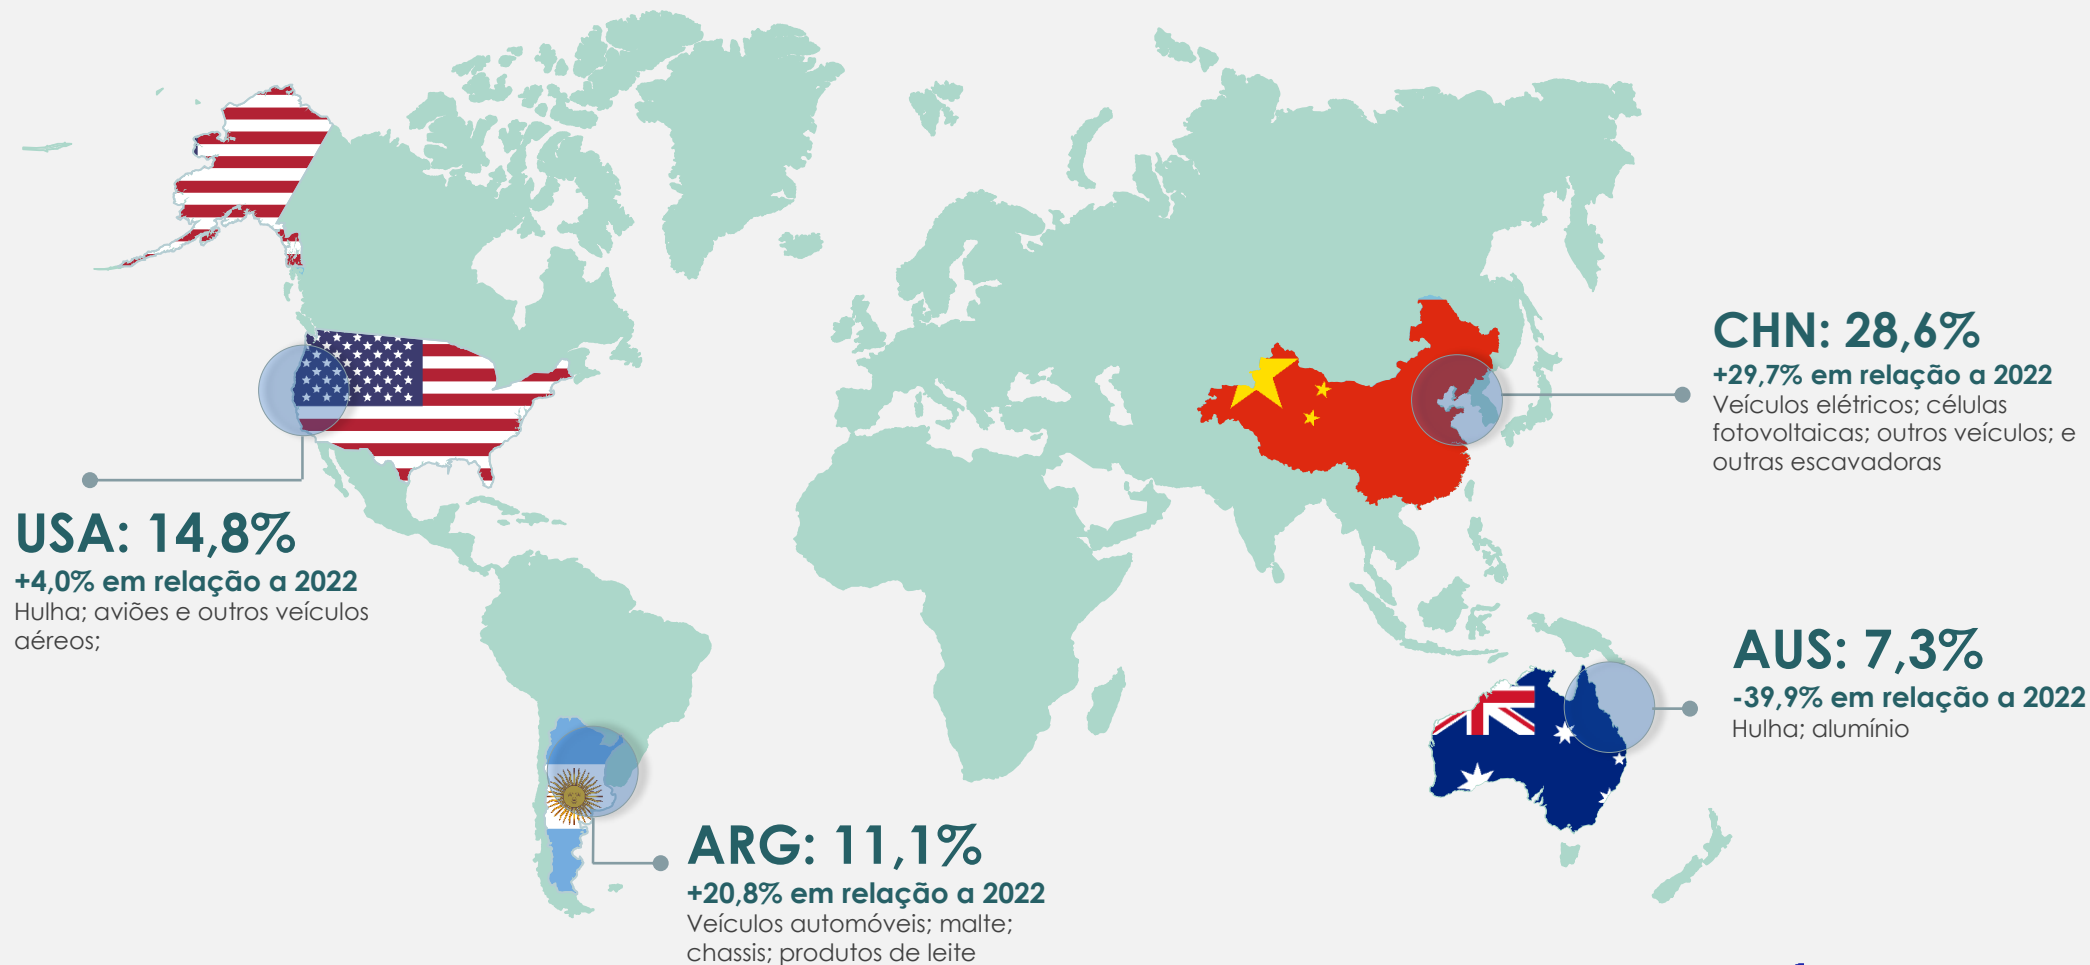 CHN: 28,6%
+29,7% em relação a 2022
Veículos elétricos; células
fotovoltaicas; outros veículos; e
outras escavadoras
USA: 14,8%
+4,0% em relação a 2022
Hulha; aviões e outros veículos
aéreos;
AUS: 7,3%
-39,9% em relação a 2022
Hulha; alumínio
ARG: 11,1%
+20,8% em relação a 2022
Veículos automóveis; malte;
chassis; produtos de leite